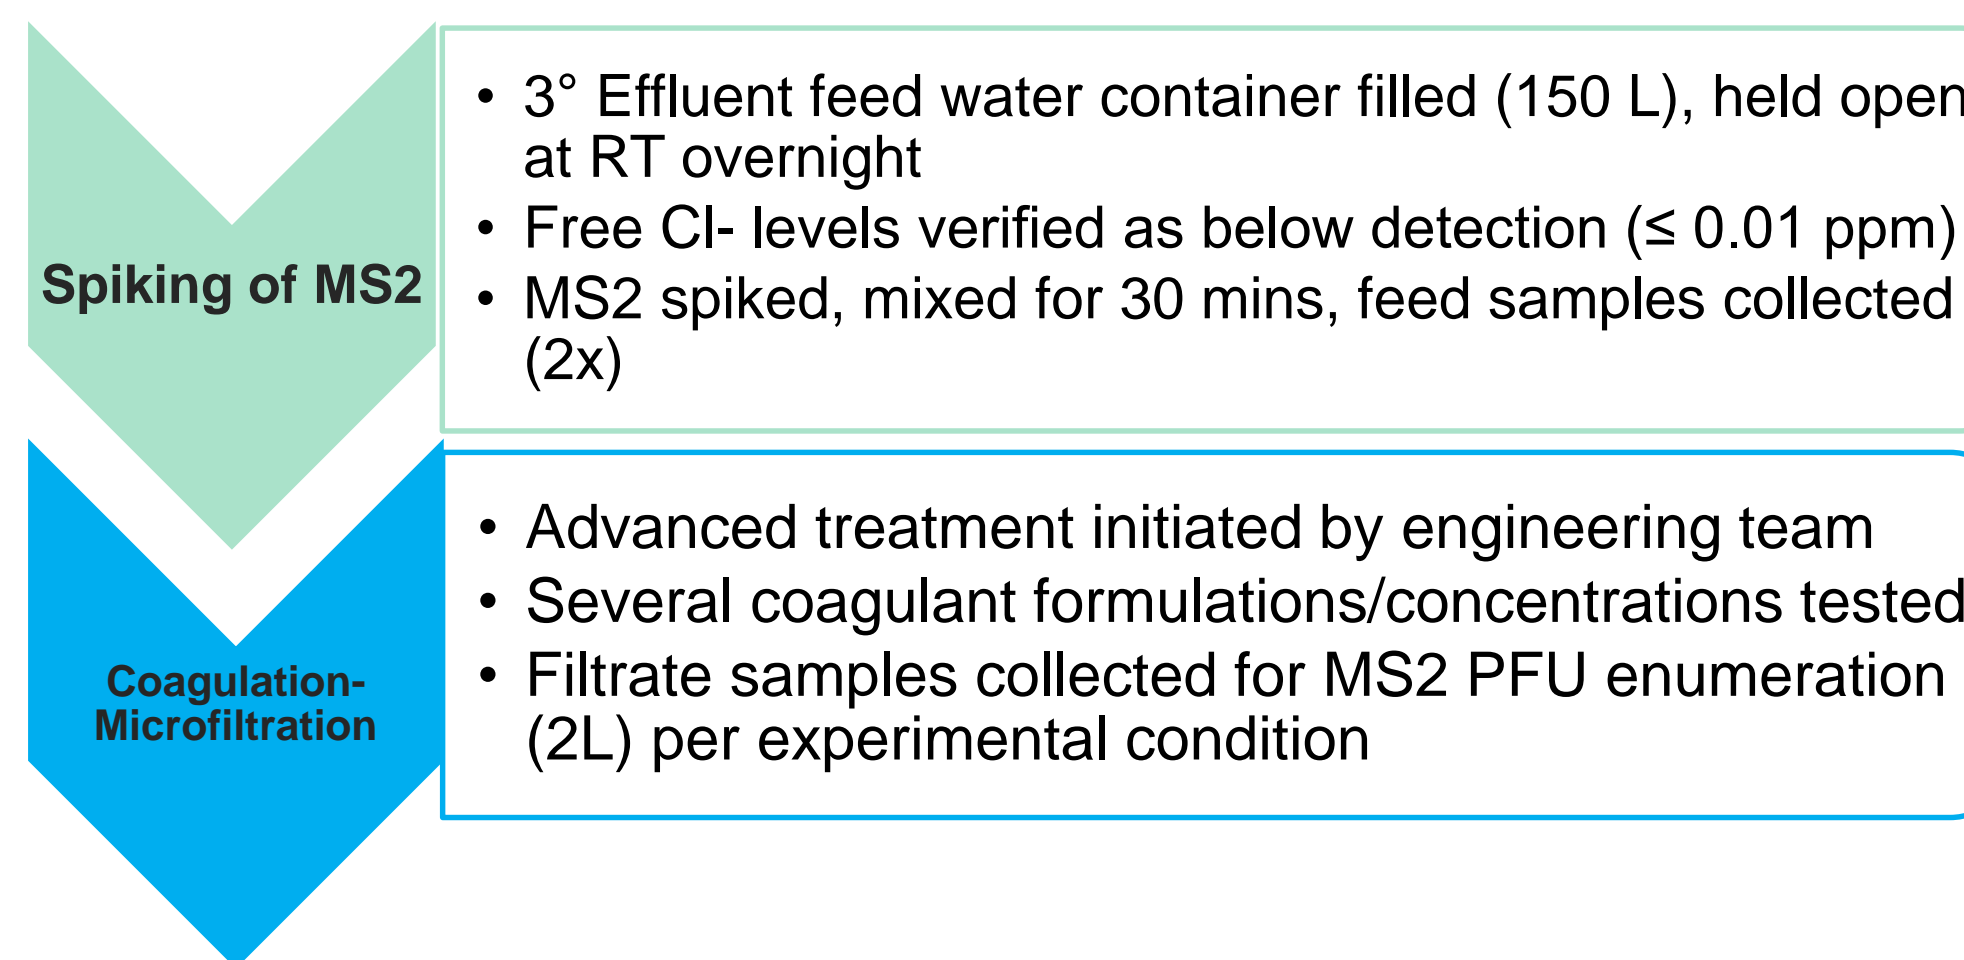 Spiking of MS2
• 3° Effluent feed water container filled (150 L), held open
at RT overnight
• Free Cl- levels verified as below detection (≤ 0.01 ppm)
• MS2 spiked, mixed for 30 mins, feed samples collected
(2x)
Coagulation-
Microfiltration
• Advanced treatment initiated by engineering team
• Several coagulant formulations/concentrations tested
• Filtrate samples collected for MS2 PFU enumeration
(2L) per experimental condition